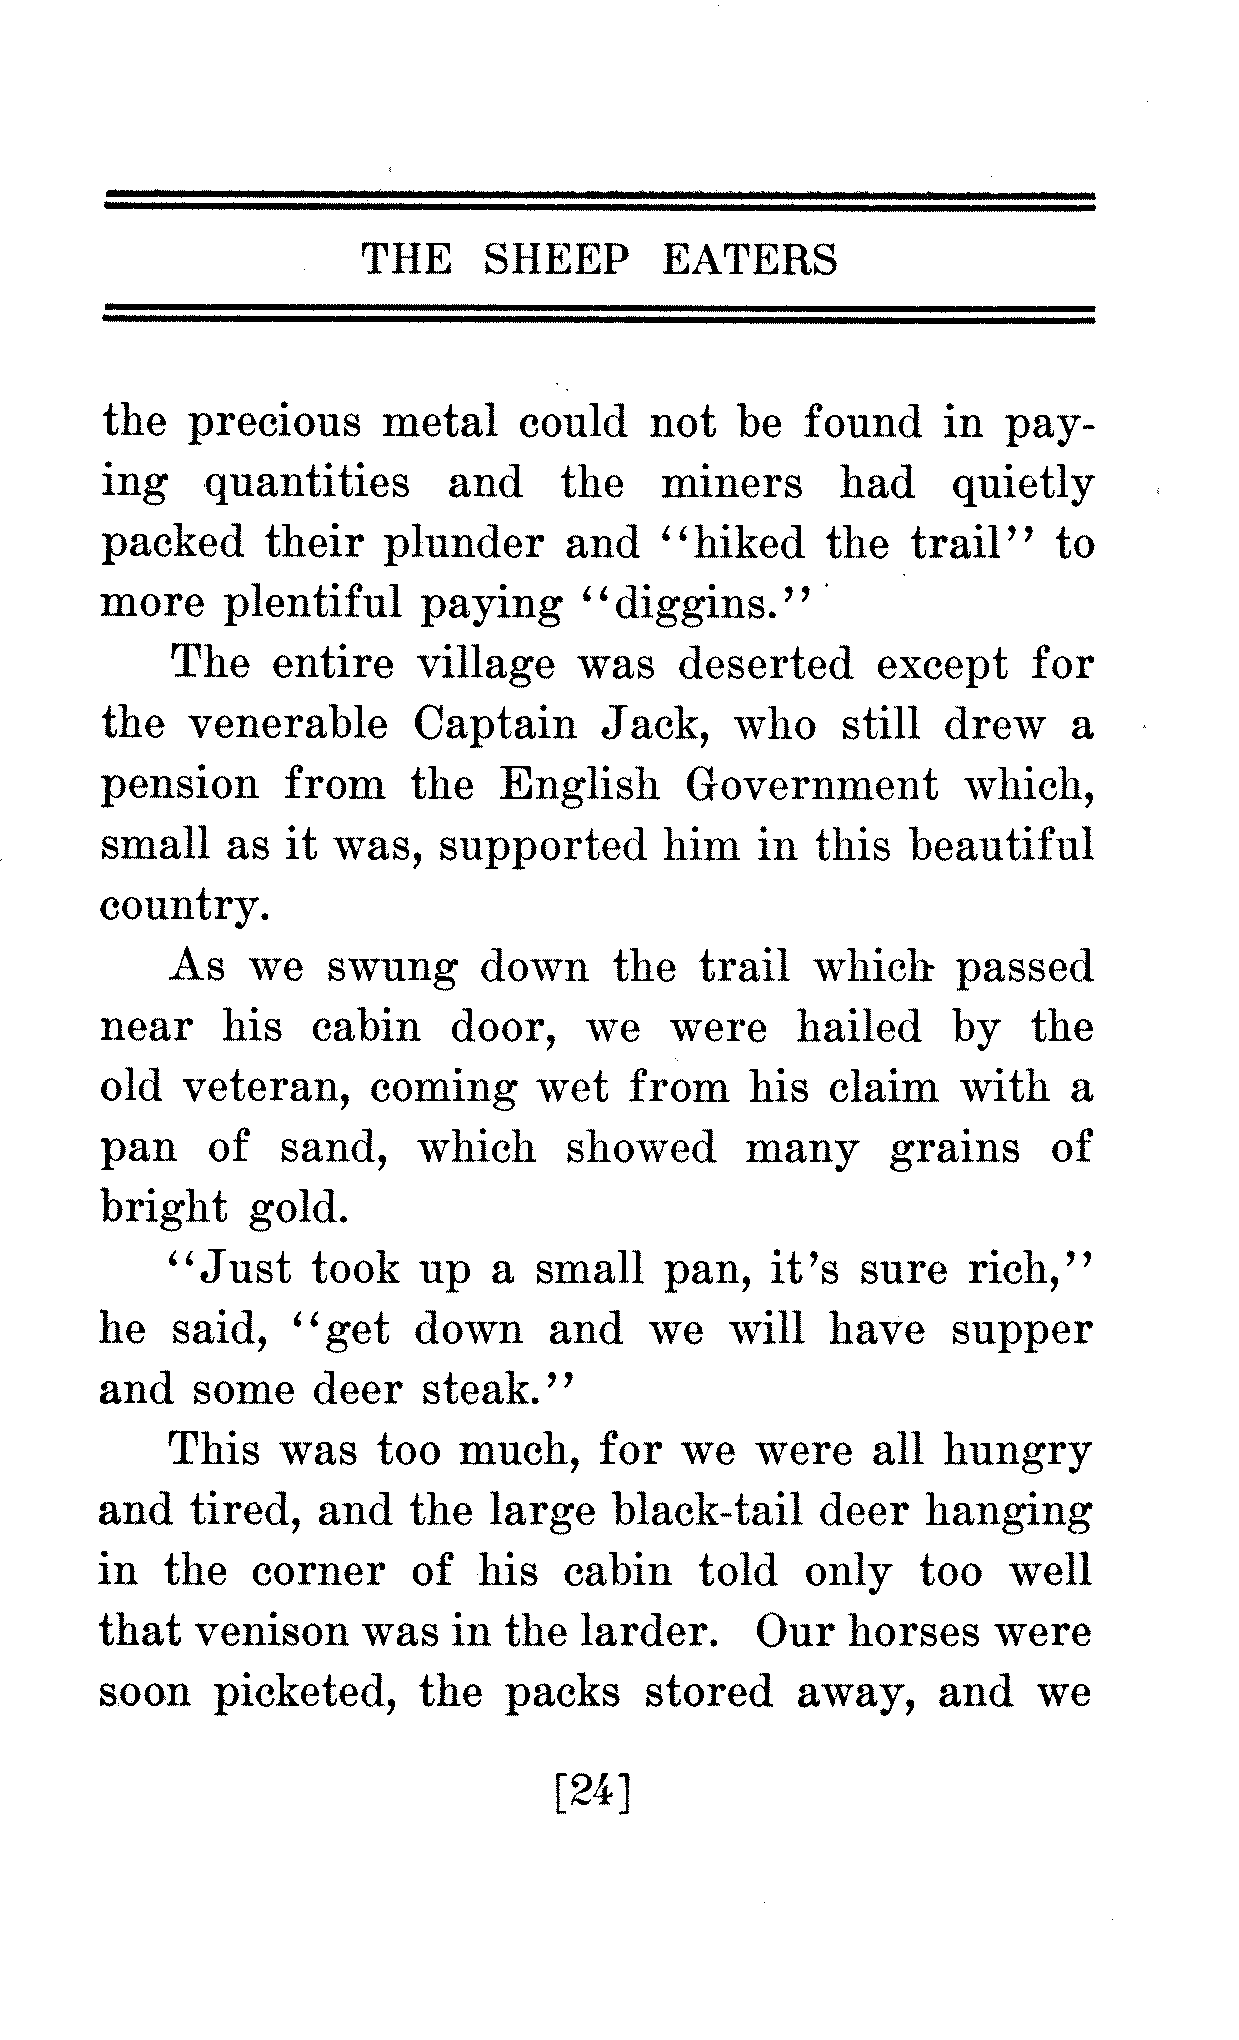 THE SHEEP EATERS
the precious metal could not be found in pay-
ing quantities and the miners had quietly
packed their plunder and "hiked the trail" to
more plentiful paying "diggins."
The entire village was deserted except for
the venerable Captain Jack, who still drew a
pension from the English Government which,
small as it was, supported him in this beautiful
country.
As we swung down the trail which passed
near his cabin door, we were hailed by the
old veteran, coming wet from his claim with a
pan of sand, which showed many grains of
bright gold.
"Just took up a small pan, it's sure rich,"
he said, "get down and we will have supper
and some deer steak."
This was too much, for we were all hungry
and tired, and the large black-tail deer hanging
in the corner of his cabin told only too well
that venison was in the larder. Our horses were
soon picketed, the packs stored away, and we
[24]